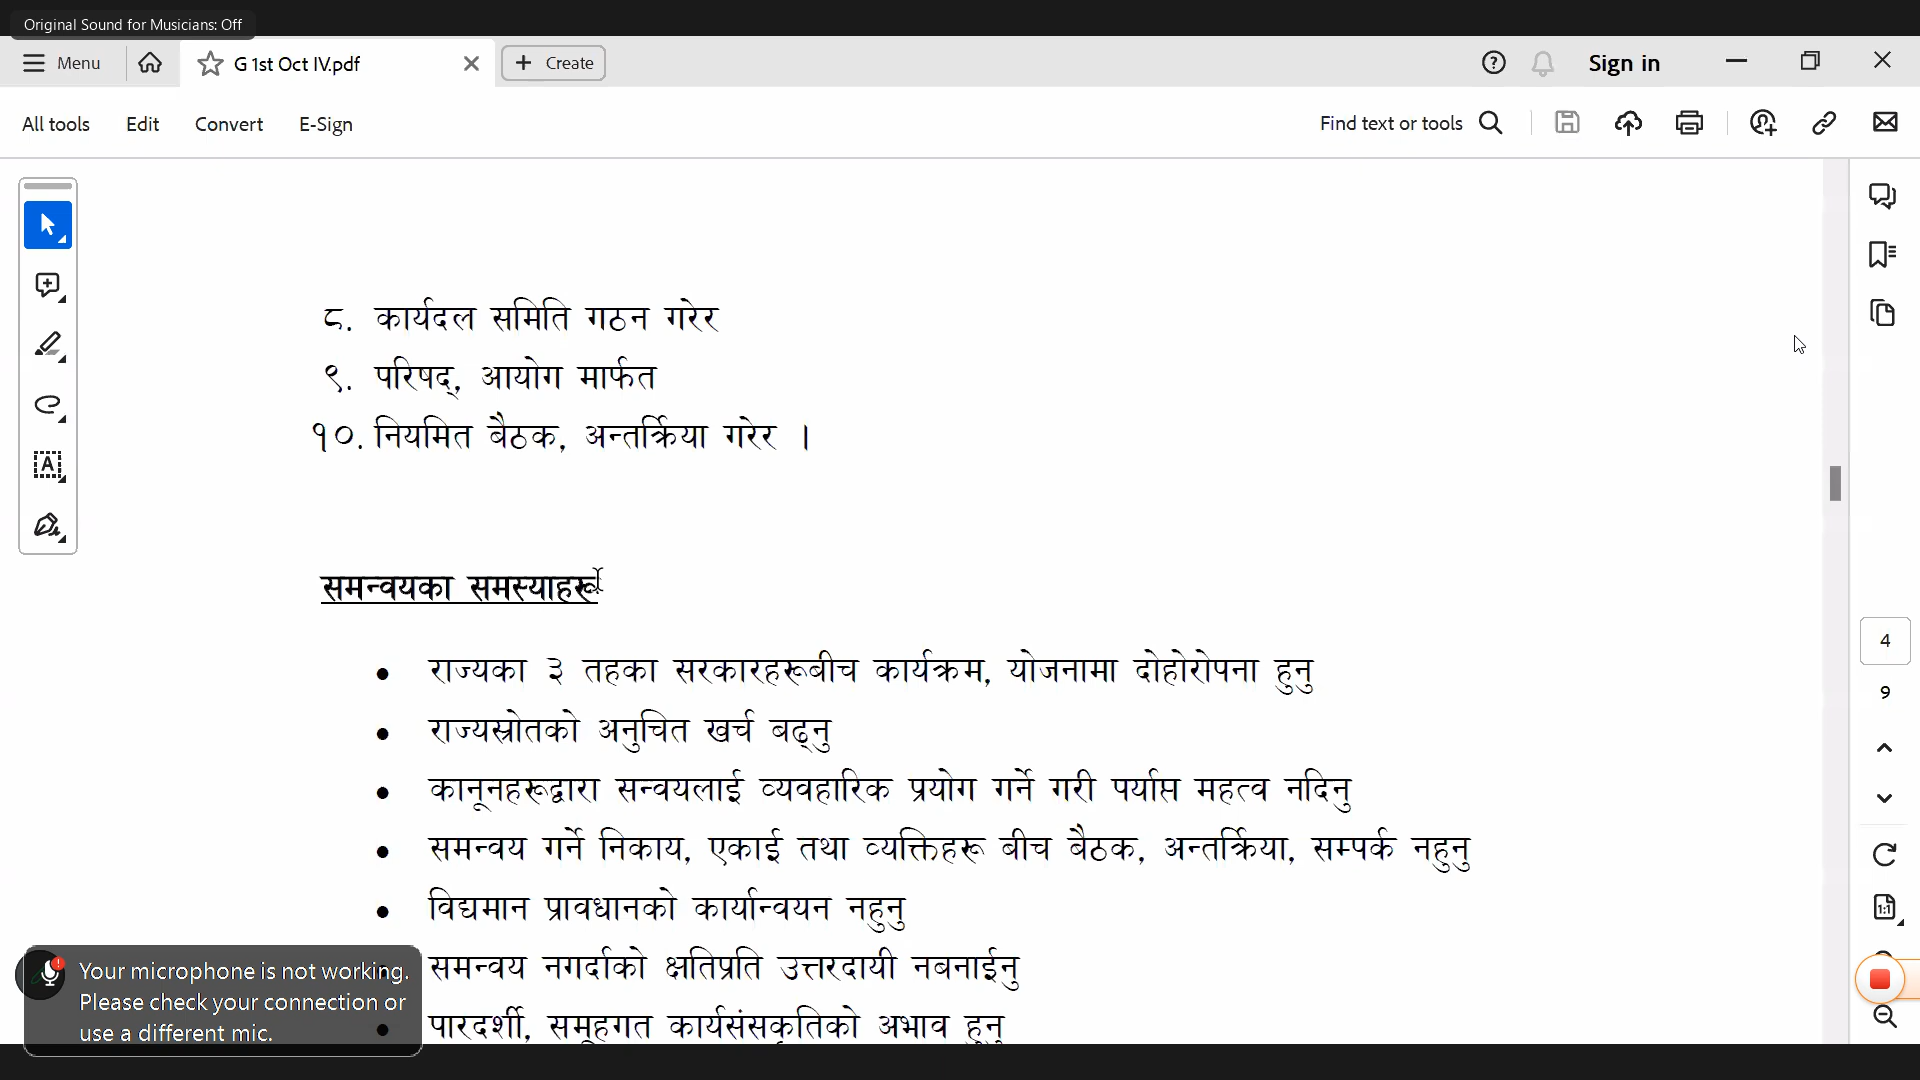 Original Sound for Musicians: Off
Menu
G 1st Oct IV.pdf
Create
Sign in
All tools
Edit
Convert
E-Sign
Find text or tools
८. कार्यदल समिति गठन गरेर
९. परिषद्, आयोग मार्फत
१०. नियमित बैठक, अन्तर्क्रिया गरेर ।
समन्वयका समस्याहरू
• राज्यका ३ तहका सरकारहरूबीच कार्यक्रम, योजनामा दोहोरोपना हुनु
• राज्यस्रोतको अनुचित खर्च बढ्नु
• कानूनहरूद्वारा सन्वयलाई व्यवहारिक प्रयोग गर्ने गरी पर्याप्त महत्व नदिनु
• समन्वय गर्ने निकाय, एकाई तथा व्यक्तिहरू बीच बैठक, अन्तर्क्रिया, सम्पर्क नहुनु
• विद्यमान प्रावधानको कार्यान्वयन नहुनु
समन्वय नगर्दाको क्षतिप्रति उत्तरदायी नबनाईनु
• पारदर्शी, समूहगत कार्यसंसकृतिको अभाव हुनु
4
9
1:1
Your microphone is not working.
Please check your connection or
use a different mic.